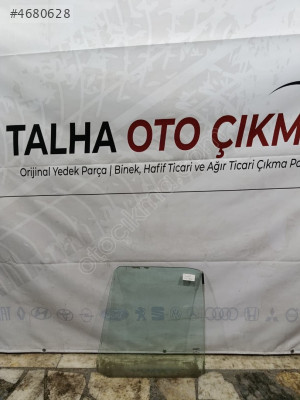 #4680628
TALHA OTO ÇIKM
Orijinal Yedek Parça | Binek, Hafif Ticari ve Ağır Ticari Çıkma Pa